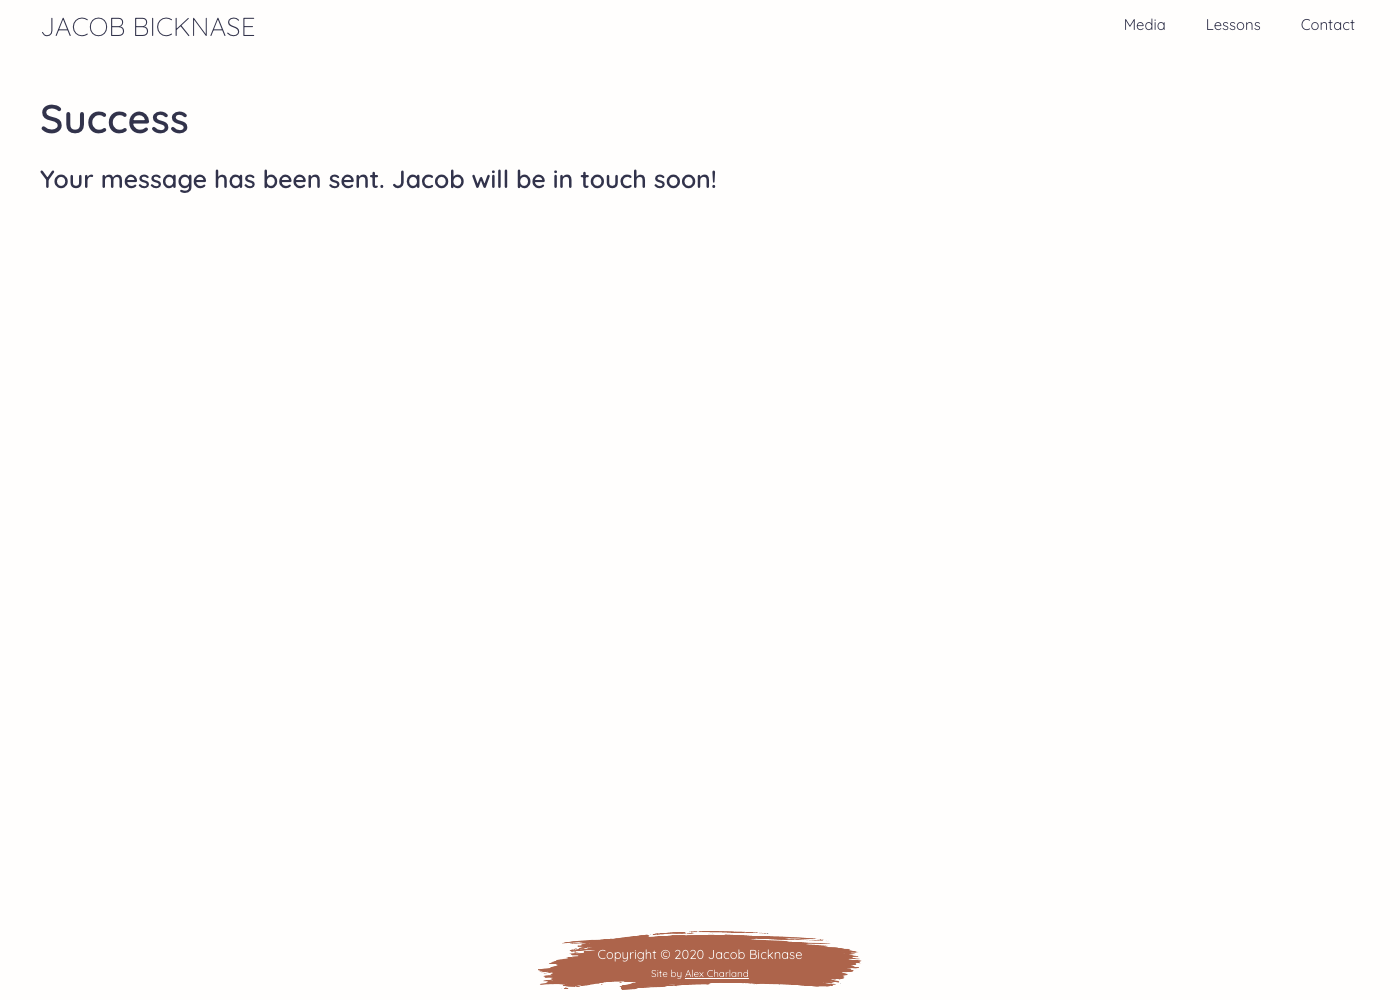 JACOB BICKNASE
Media
Lessons
Contact
Success
Your message has been sent. Jacob will be in touch soon!
Copyright © 2020 Jacob Bicknase
Site by Alex Charland